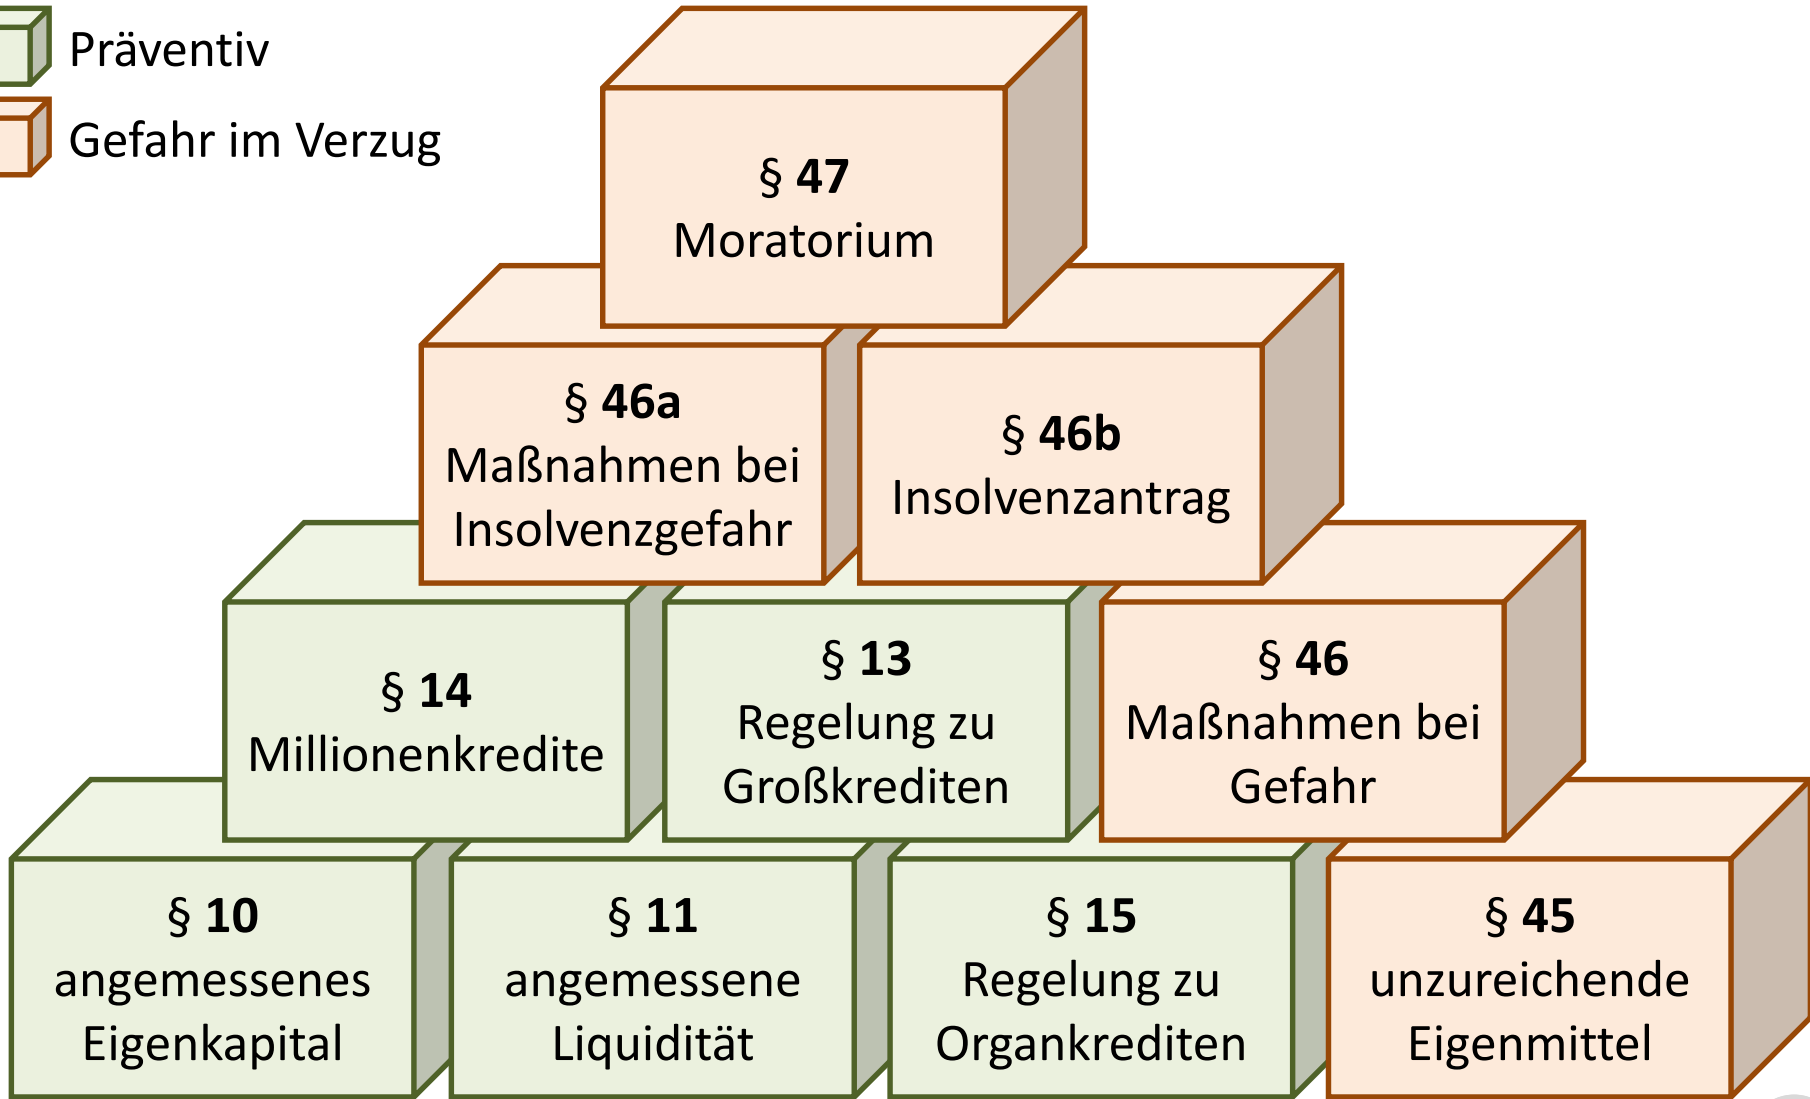 Präventiv
Gefahr im Verzug
§ 47
Moratorium
§ 46a
Maßnahmen bei
Insolvenzgefahr
§ 46b
Insolvenzantrag
§ 14
Millionenkredite
§ 13
Regelung zu
Großkrediten
§ 46
Maßnahmen bei
Gefahr
§ 10
angemessenes
Eigenkapital
§ 11
angemessene
Liquidität
§ 15
Regelung zu
Organkrediten
§ 45
unzureichende
Eigenmittel